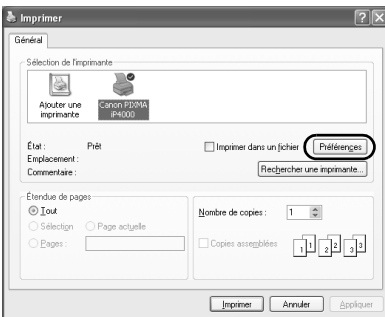 Imprimer
Général
Sélection de l'imprimante
Ajouter une imprimante
Canon PIXMA iP4000
État : Prêt
Emplacement :
Commentaire :
Imprimer dans un fichier
Préférences
Rechercher une imprimante...
Étendue de pages
Tout
Sélection Page actuelle
Pages :
Nombre de copies : 1
Copies assemblées
1 1 2 2 3 3
Imprimer Annuler Appliquer